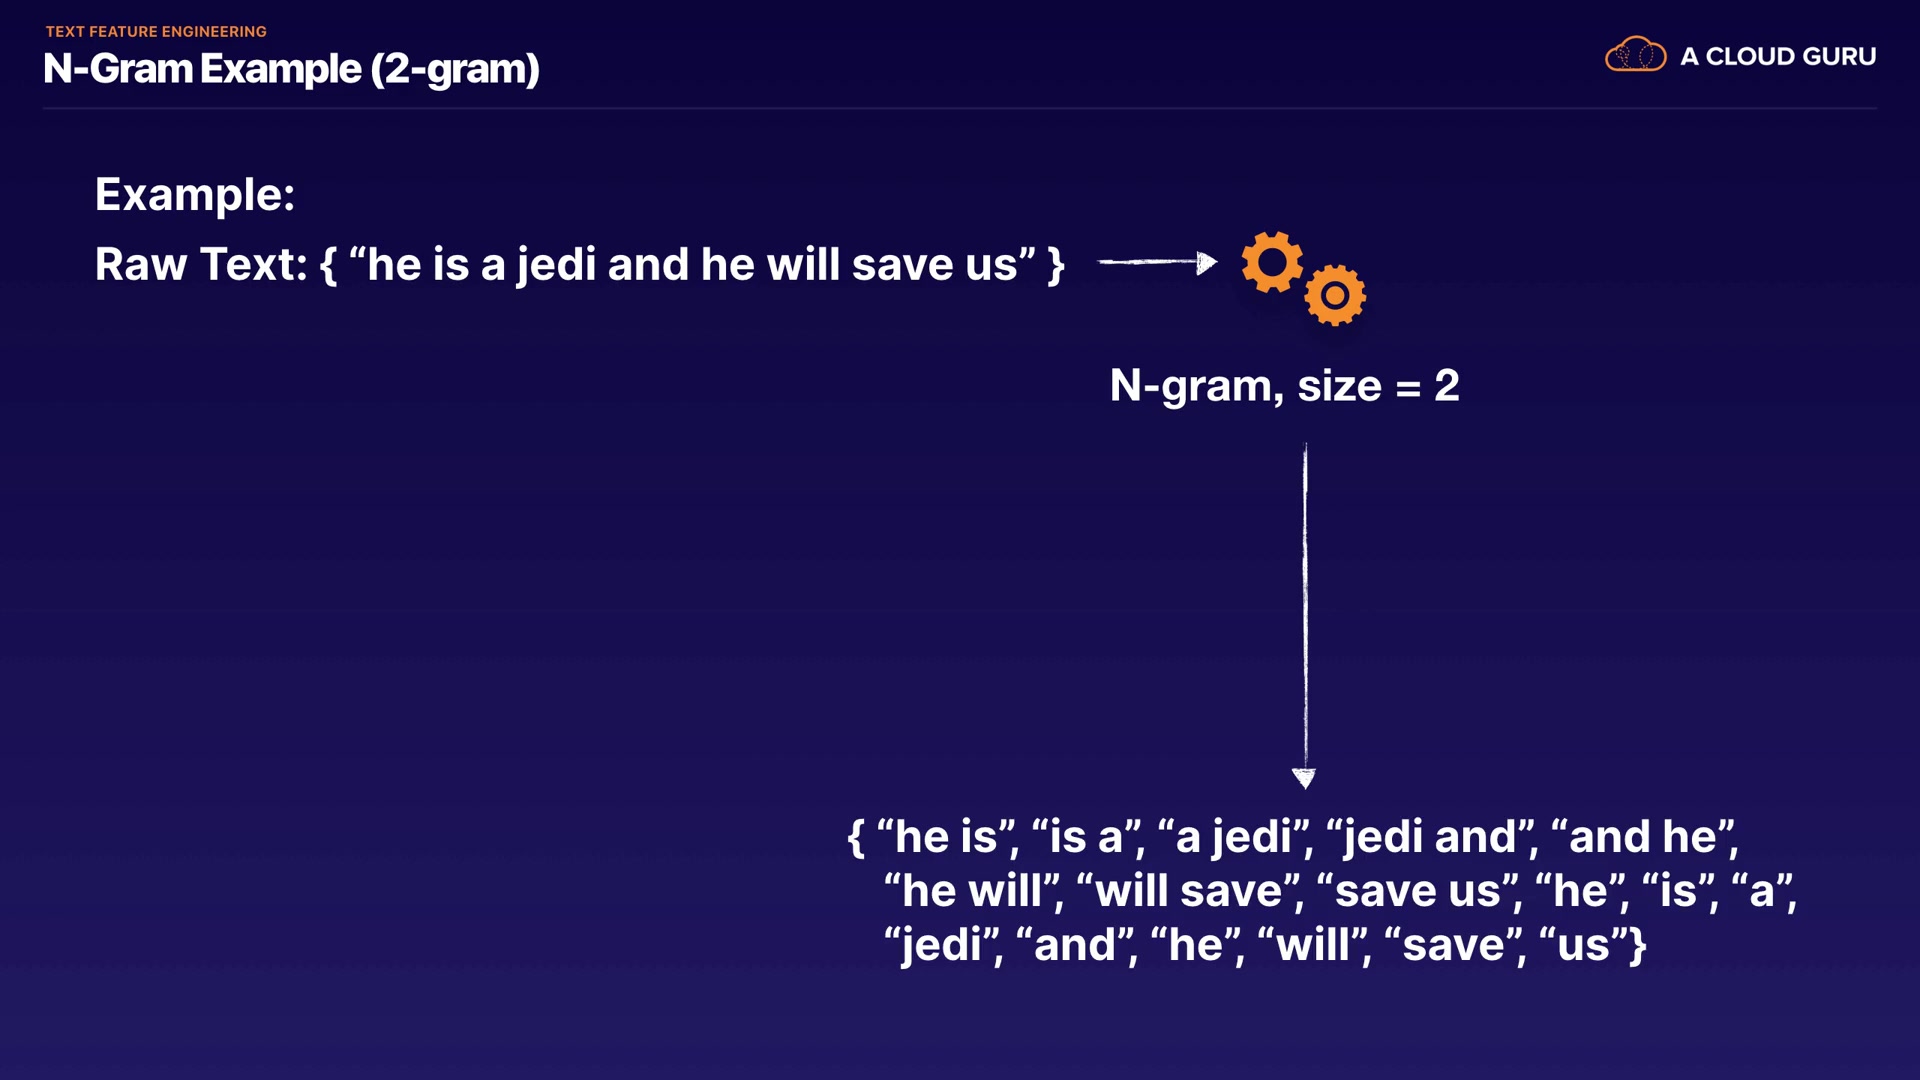 TEXT FEATURE ENGINEERING
N-Gram Example (2-gram)
A CLOUD GURU
Example:
Raw Text: { “he is a jedi and he will save us” }
N-gram, size = 2
{ “he is”, “is a”, “a jedi”, “jedi and”, “and he”,
“he will”, “will save”, “save us”, “he”, “is”, “a”,
“jedi”, “and”, “he”, “will”, “save”, “us”}